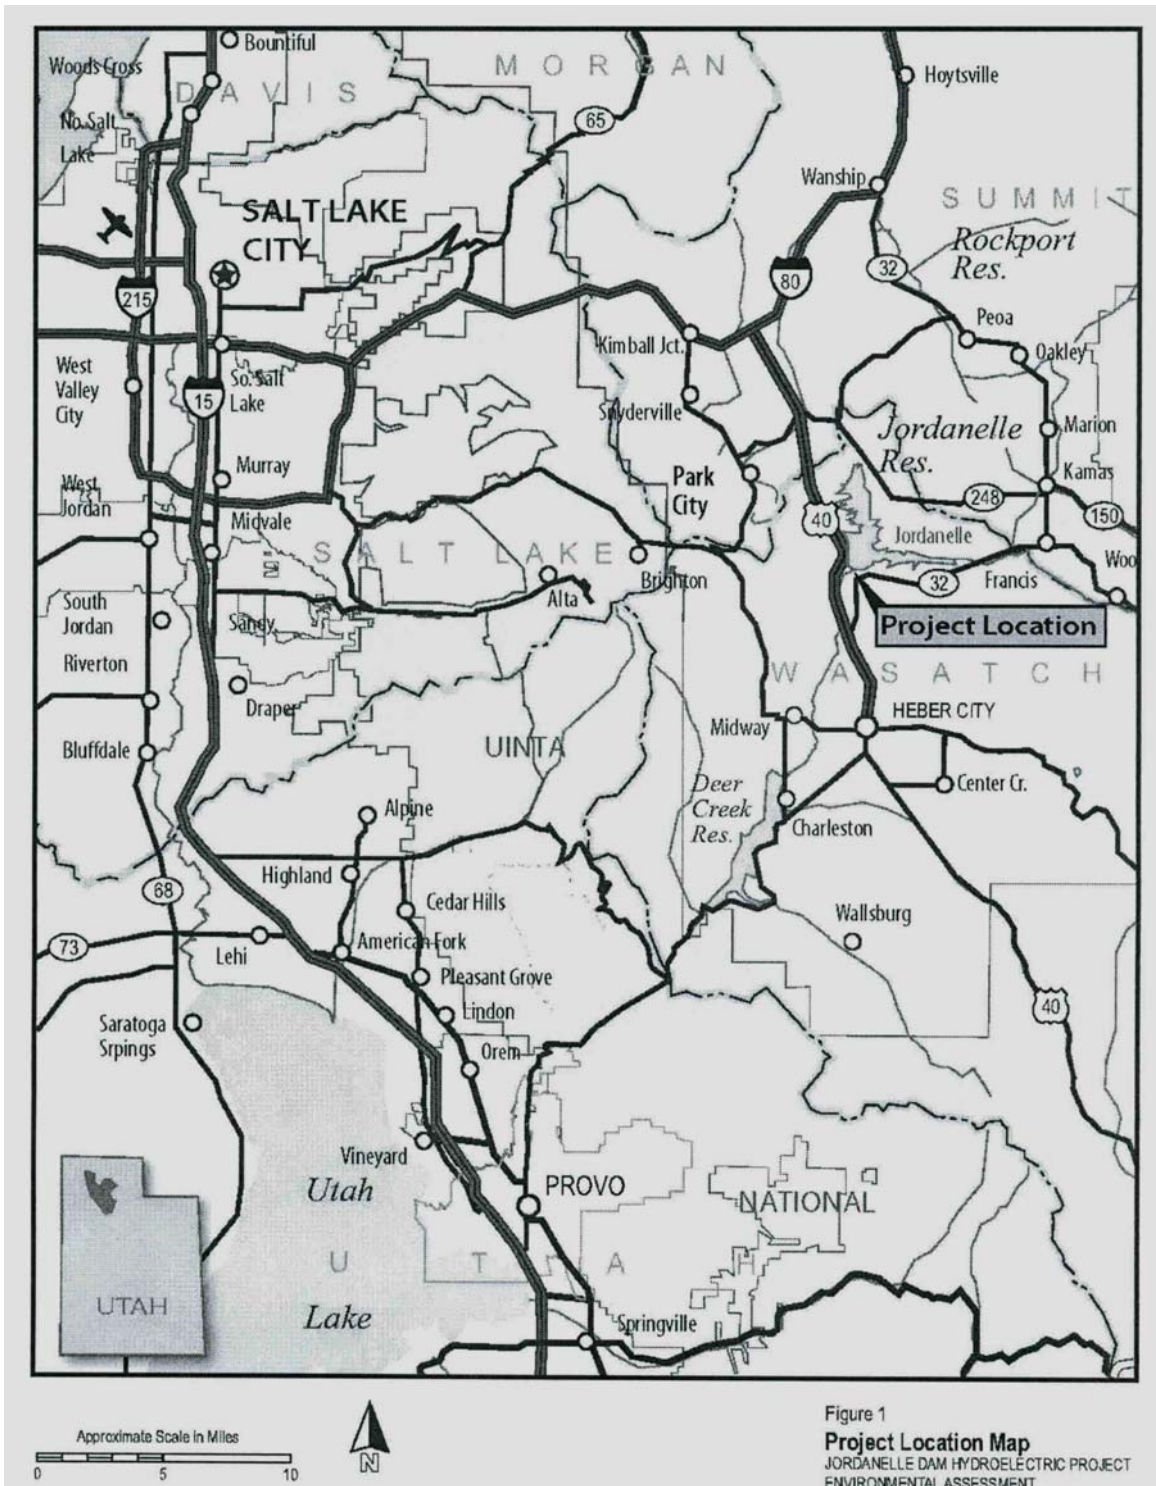 Bountiful
Woods Cross
DAVIS
MORGAN
Hoytsville
No. Salt
Lake
65
Wanship
SUMMIT
SALT LAKE
CITY
Rockport
Res.
32
80
215
Peoa
Kimball Jct.
Oakley
West
Valley
City
So. Salt
Lake
15
Snyderville
Jordanelle
Res.
Marion
Murray
Park
City
Kamas
West
Jordan
248
150
Midvale
40
SALT LAKE
Jordanelle
Brighton
Woo
Alta
32
Francis
South
Jordan
Sandy
Project Location
Riverton
WASATCH
Draper
Midway
HEBER CITY
Bluffdale
UINTA
Deer
Creek
Res.
Center Cr.
Alpine
Charleston
Highland
68
Cedar Hills
Wallsburg
73
Lehi
American Fork
Pleasant Grove
Lindon
40
Saratoga
Srpings
Orem
Vineyard
Utah
PROVO
NATIONAL
UTAH
Lake
UTAH
Springville
Approximate Scale in Miles
0 5 10
N
Figure 1
Project Location Map
JORDANELLE DAM HYDROELECTRIC PROJECT
ENVIRONMENTAL ASSESSMENT